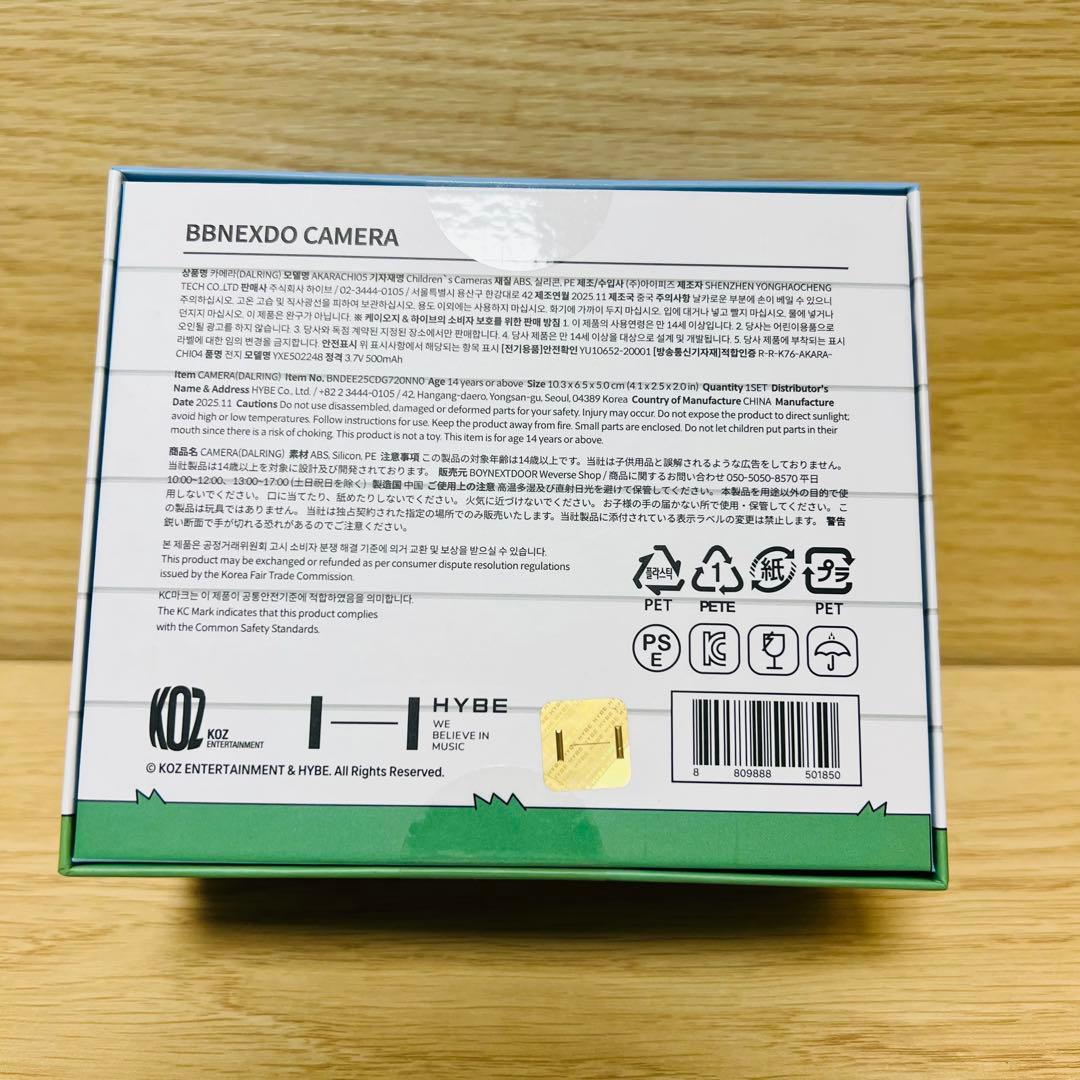 BBNEXDO CAMERA
상품명 카메라(DALRING) 모델명 AKARACHI05 기자재명 Children`s Cameras 재질 ABS, 실리콘, PE 제조/수입사 (주)아이피즈 제조자 SHENZHEN YONGHAOCHENG
TECH CO.,LTD 판매사 주식회사 하이브 / 02-3444-0105 / 서울특별시 용산구 한강대로 42 제조연월 2025.11 제조국 중국 주의사항 날카로운 부분에 손이 베일 수 있으니
주의하십시오. 고온 고습 및 직사광선을 피하여 보관하십시오. 용도 이외에는 사용하지 마십시오. 화기에 가까이 두지 마십시오. 입에 대거나 넣고 빨지 마십시오. 물에 넣거나
던지지 마십시오. 이 제품은 완구가 아닙니다. ※ 케이오지 & 하이브의 소비자 보호를 위한 판매 방침 1. 이 제품의 사용연령은 만 14세 이상입니다. 2. 당사는 어린이용품으로
오인될 광고를 하지 않습니다. 3. 당사와 독점 계약된 지정된 장소에서만 판매합니다. 4. 당사 제품은 만 14세 이상을 대상으로 설계 및 개발됩니다. 5. 당사 제품에 부착되는 표시
라벨에 대한 임의 변경을 금지합니다. 안전표시 위 표시사항에서 해당되는 항목 표시 [전기용품]안전확인 YU10652-20001 [방송통신기자재]적합인증 R-R-K76-AKARA-
CHI04 품명 전지 모델명 YXE502248 정격 3.7V 500mAh
Item CAMERA(DALRING) Item No. BNDEE25CDG720NN0 Age 14 years or above Size 10.3 x 6.5 x 5.0 cm (4.1 x 2.5 x 2.0 in) Quantity 1SET Distributor's
Name & Address HYBE Co., Ltd. / +82 2 3444-0105 / 42, Hangang-daero, Yongsan-gu, Seoul, 04389 Korea Country of Manufacture CHINA Manufacture
Date 2025.11 Cautions Do not use disassembled, damaged or deformed parts for your safety. Injury may occur. Do not expose the product to direct sunlight;
avoid high or low temperatures. Follow instructions for use. Keep the product away from fire. Small parts are enclosed. Do not let children put parts in their
mouth since there is a risk of choking. This product is not a toy. This item is for age 14 years or above.
商品名 CAMERA(DALRING) 素材 ABS, Silicon, PE 注意事項 この製品の対象年齢は14歳以上です。当社は子供用品と誤解されるような広告をしておりません。
当社製品は14歳以上を対象に設計及び開発されております。 販売元 BOYNEXTDOOR Weverse Shop / 商品に関するお問い合わせ 050-5050-8570 平日
10:00~12:00、13:00~17:00 (土日祝日を除く) 製造国 中国 ご使用上の注意 高温多湿及び直射日光を避けて保管してください。 本製品を用途以外の目的で使
用しないでください。 口に当てたり、舐めたりしないでください。 火気に近づけないでください。 お子様の手の届かない所で使用・保管してください。 こ
の製品は玩具ではありません。 当社は独占契約された指定の場所でのみ販売いたします。当社製品に添付されている表示ラベルの変更は禁止します。 警告
鋭い断面で手が切れる恐れがあるのでご注意ください。
본 제품은 공정거래위원회 고시 소비자 분쟁 해결 기준에 의거 교환 및 보상을 받으실 수 있습니다.
This product may be exchanged or refunded as per consumer dispute resolution regulations
issued by the Korea Fair Trade Commission.
KC마크는 이 제품이 공통안전기준에 적합하였음을 의미합니다.
The KC Mark indicates that this product complies
with the Common Safety Standards.
플라스틱 1 紙 プラ
PET PETE PET
PS
E
KC
KOZ
KOZ
ENTERTAINMENT
HYBE
WE
BELIEVE IN
MUSIC
HYBE HYBE HYBE
© KOZ ENTERTAINMENT & HYBE. All Rights Reserved.
8 809888 501850